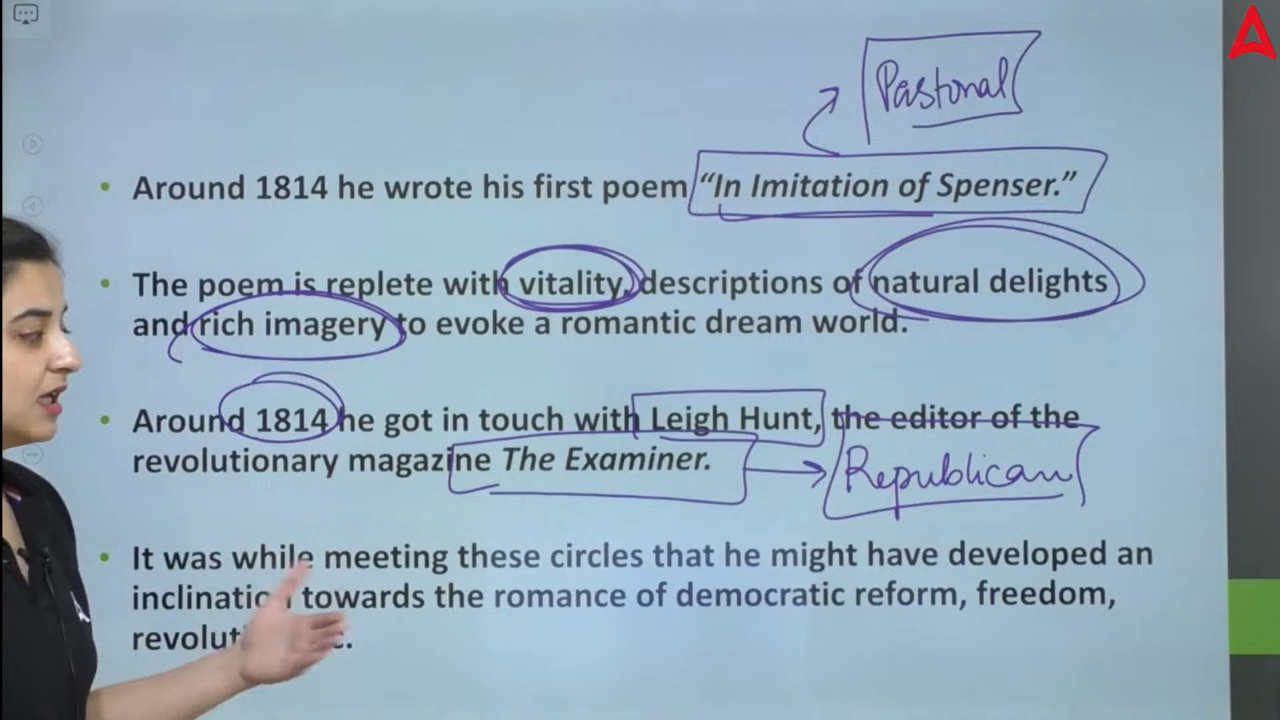 Pastoral
• Around 1814 he wrote his first poem “In Imitation of Spenser.”
• The poem is replete with vitality, descriptions of natural delights
and rich imagery to evoke a romantic dream world.
• Around 1814 he got in touch with Leigh Hunt, the editor of the
revolutionary magazine The Examiner.
Republican
• It was while meeting these circles that he might have developed an
inclination towards the romance of democratic reform, freedom,